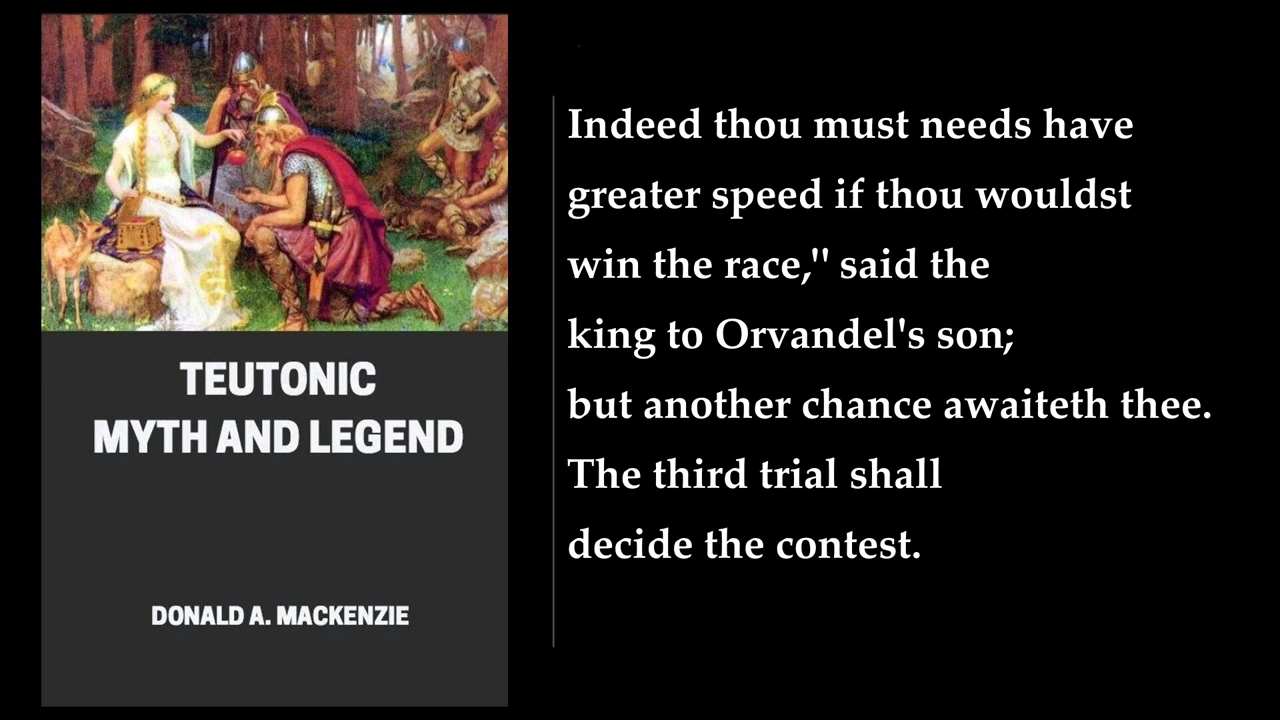 TEUTONIC
MYTH AND LEGEND
DONALD A. MACKENZIE
Indeed thou must needs have
greater speed if thou wouldst
win the race," said the
king to Orvandel's son;
but another chance awaiteth thee.
The third trial shall
decide the contest.